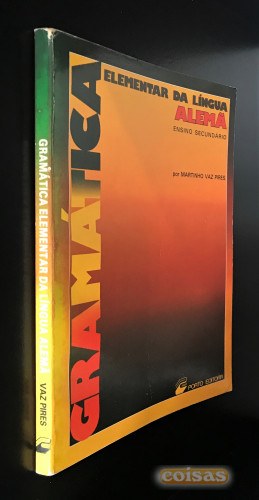 GRAMÁTICA
ELEMENTAR DA LÍNGUA
ALEMÃ
ENSINO SECUNDÁRIO
por MARTINHO VAZ PIRES
PORTO EDITORA
GRAMÁTICA ELEMENTAR DA LÍNGUA ALEMÃ
VAZ PIRES
coisas